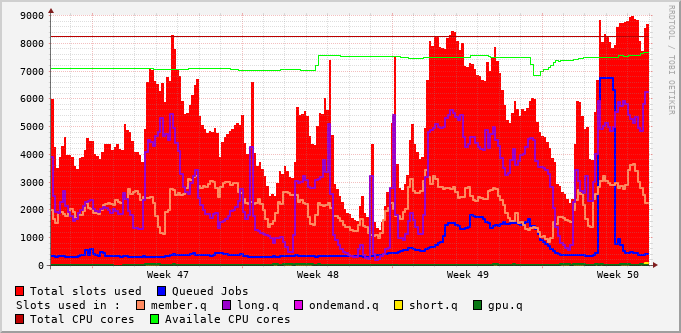 9000
8000
7000
6000
5000
4000
3000
2000
1000
0
Week 47 Week 48 Week 49 Week 50
RRDTOOL / TOBI OETIKER
Total slots used Queued Jobs
Slots used in : member.q long.q ondemand.q short.q gpu.q
Total CPU cores Availale CPU cores